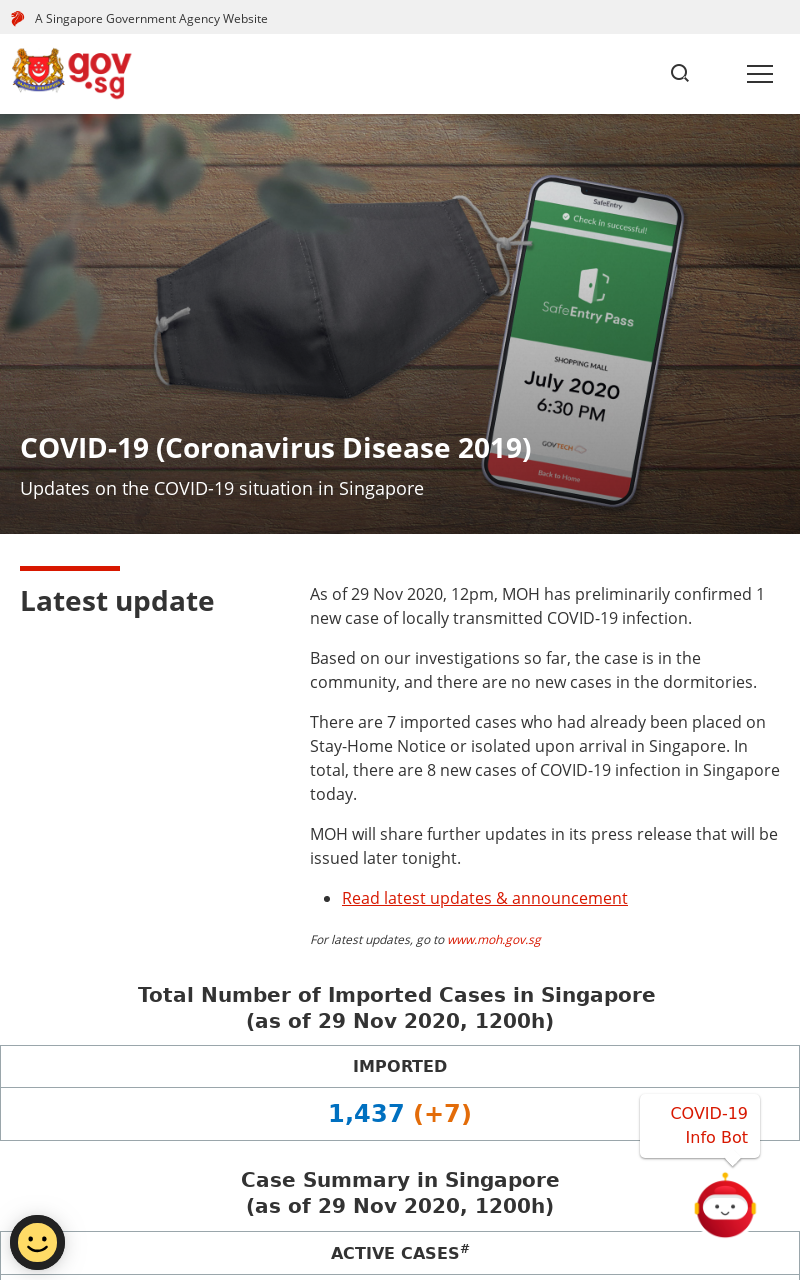 A Singapore Government Agency Website
gov
.sg
SafeEntry
Check in successful!
SafeEntry Pass
SHOPPING MALL
July 2020
6:30 PM
GOVTECH
Back to Home
COVID-19 (Coronavirus Disease 2019)
Updates on the COVID-19 situation in Singapore
Latest update
As of 29 Nov 2020, 12pm, MOH has preliminarily confirmed 1
new case of locally transmitted COVID-19 infection.
Based on our investigations so far, the case is in the
community, and there are no new cases in the dormitories.
There are 7 imported cases who had already been placed on
Stay-Home Notice or isolated upon arrival in Singapore. In
total, there are 8 new cases of COVID-19 infection in Singapore
today.
MOH will share further updates in its press release that will be
issued later tonight.
Read latest updates & announcement
For latest updates, go to www.moh.gov.sg
Total Number of Imported Cases in Singapore
(as of 29 Nov 2020, 1200h)
IMPORTED
1,437 (+7)
COVID-19
Info Bot
Case Summary in Singapore
(as of 29 Nov 2020, 1200h)
ACTIVE CASES#